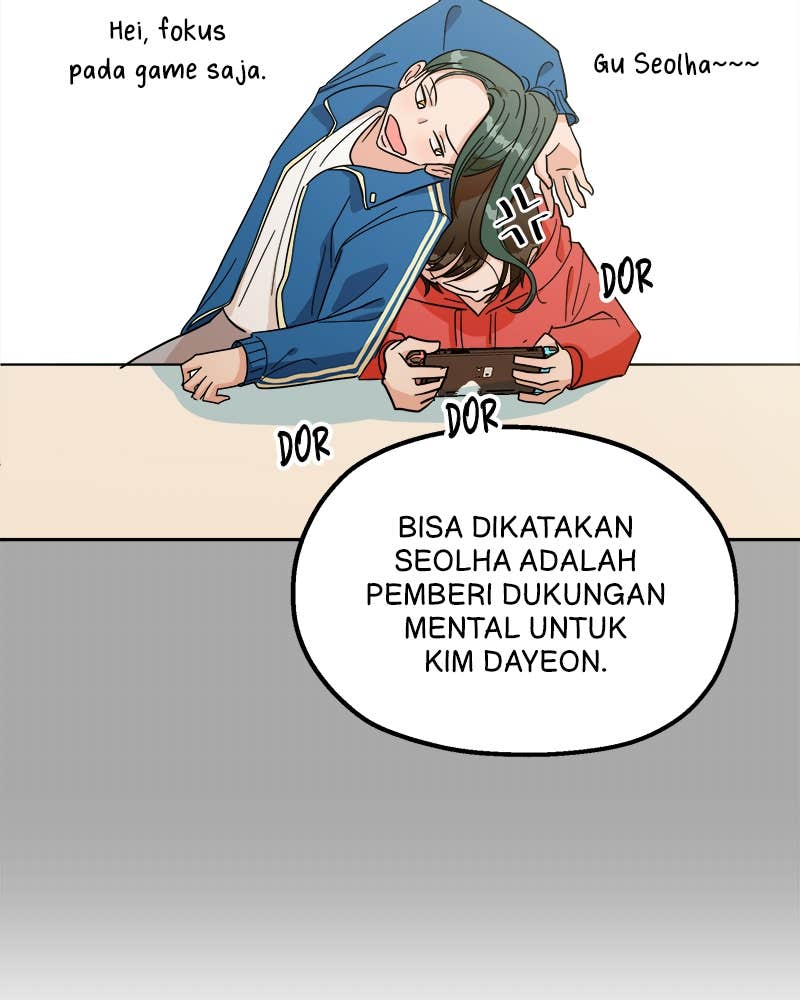 Hei, fokus
pada game saja.
Gu Seolha~~~
DOR
DOR
DOR
BISA DIKATAKAN
SEOLHA ADALAH
PEMBERI DUKUNGAN
MENTAL UNTUK
KIM DAYEON.